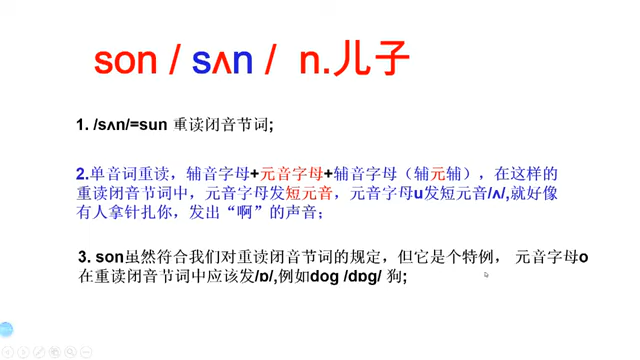 son / sʌn /  n.儿子
1. /sʌn/=sun 重读闭音节词;
2.单音词重读，辅音字母+元音字母+辅音字母（辅元辅），在这样的
重读闭音节词中，元音字母发短元音，元音字母u发短元音/ʌ/,就好像
有人拿针扎你，发出“啊”的声音；
3. son虽然符合我们对重读闭音节词的规定，但它是个特例， 元音字母o
在重读闭音节词中应该发/ɒ/,例如dog /dɒg/ 狗;